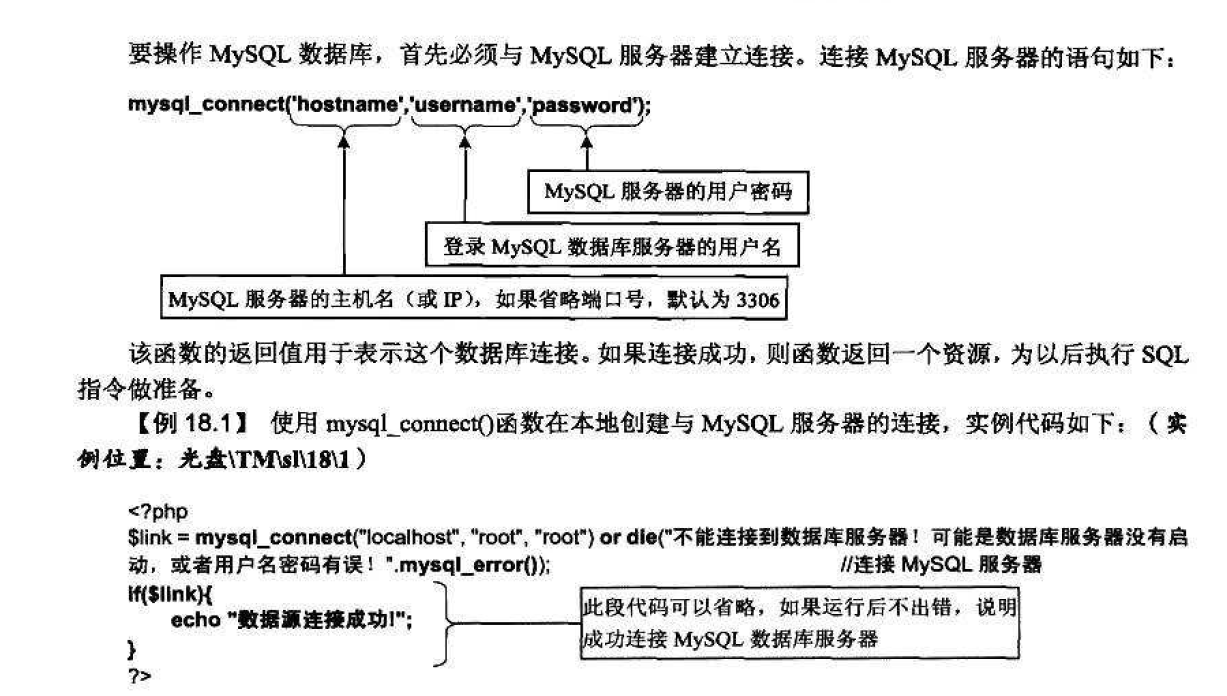 要操作 MySQL 数据库，首先必须与 MySQL 服务器建立连接。连接 MySQL 服务器的语句如下：
mysql_connect('hostname','username','password');
MySQL 服务器的用户密码
登录 MySQL 数据库服务器的用户名
MySQL 服务器的主机名（或 IP），如果省略端口号，默认为 3306
该函数的返回值用于表示这个数据库连接。如果连接成功，则函数返回一个资源，为以后执行 SQL
指令做准备。
【例 18.1】 使用 mysql_connect()函数在本地创建与 MySQL 服务器的连接，实例代码如下：（实
例位置：光盘\TM\sl\18\1）
<?php
$link = mysql_connect("localhost", "root", "root") or die("不能连接到数据库服务器！可能是数据库服务器没有启
动，或者用户名密码有误！".mysql_error()); //连接 MySQL 服务器
if($link){
echo "数据源连接成功!";
}
?>
此段代码可以省略，如果运行后不出错，说明
成功连接 MySQL 数据库服务器